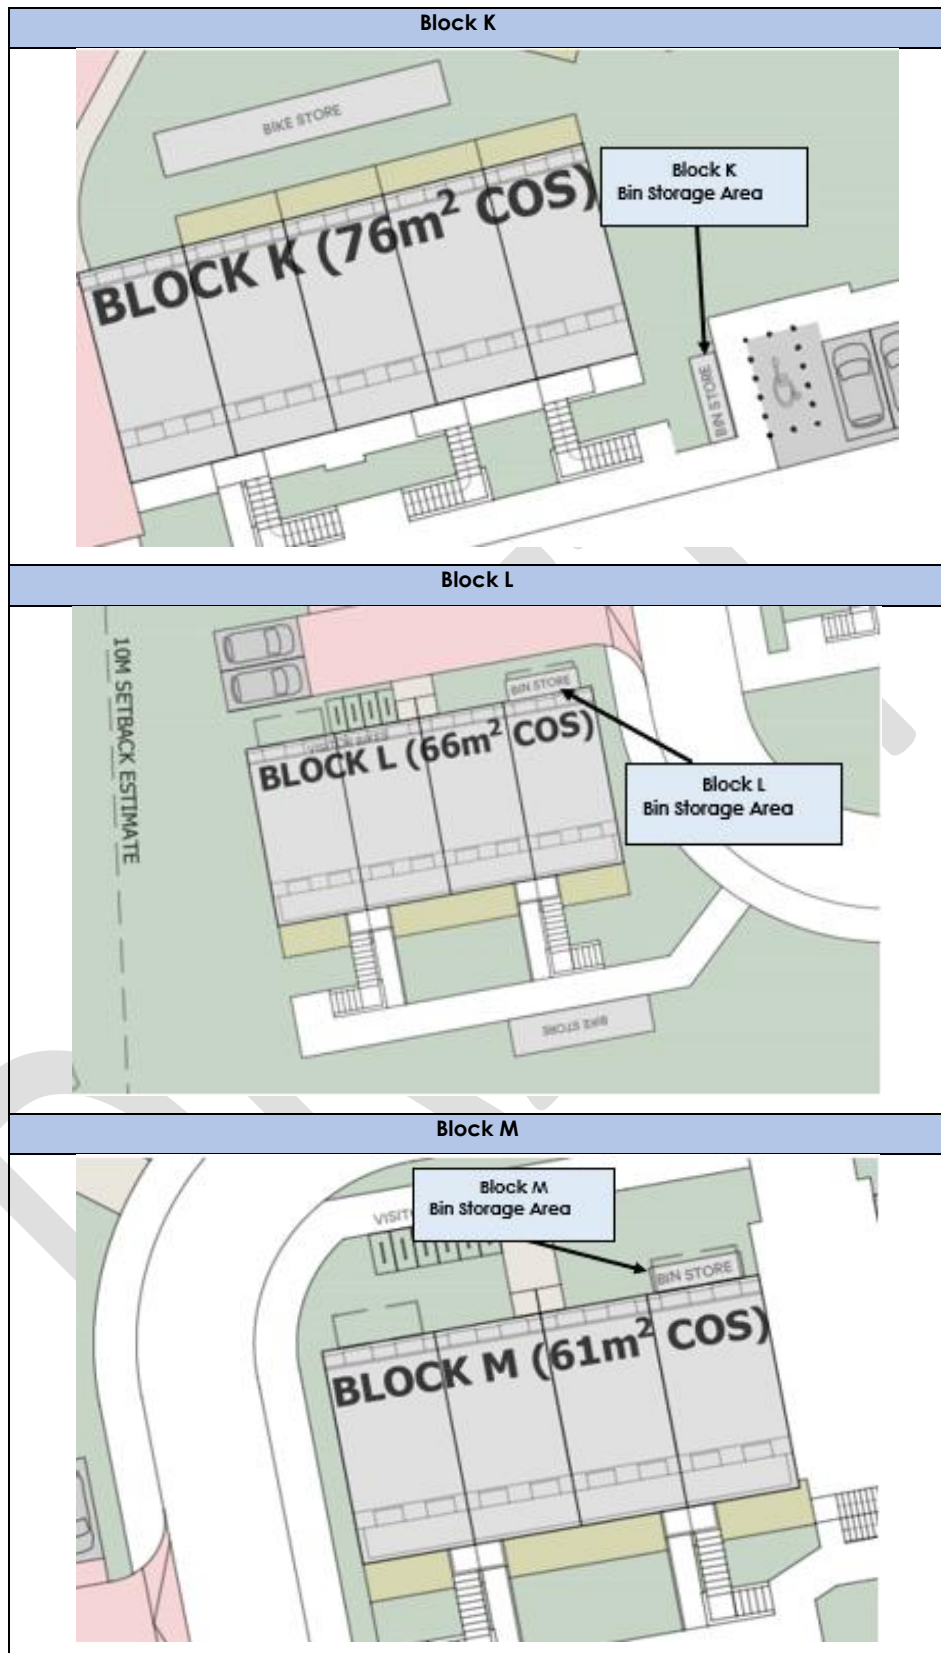 Block K
BIKE STORE
Block K
Bin Storage Area
BLOCK K (76m² COS)
BIN STORE
Block L
10M SETBACK ESTIMATE
BIN STORE
BLOCK L (66m² COS)
Block L
Bin Storage Area
BIKE STORE
Block M
Block M
Bin Storage Area
BIN STORE
BLOCK M (61m² COS)